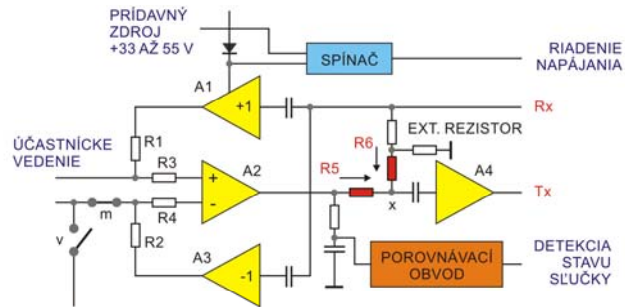 PRÍDAVNÝ
ZDROJ
+33 AŽ 55 V
SPÍNAČ
RIADENIE
NAPÁJANIA
A1
+1
Rx
R1
EXT. REZISTOR
ÚČASTNÍCKE
VEDENIE
R3
R6
A2
R5
A4
+
-
R4
m
x
Tx
v
R2
A3
-1
POROVNÁVACÍ
OBVOD
DETEKCIA
STAVU
SĽUČKY